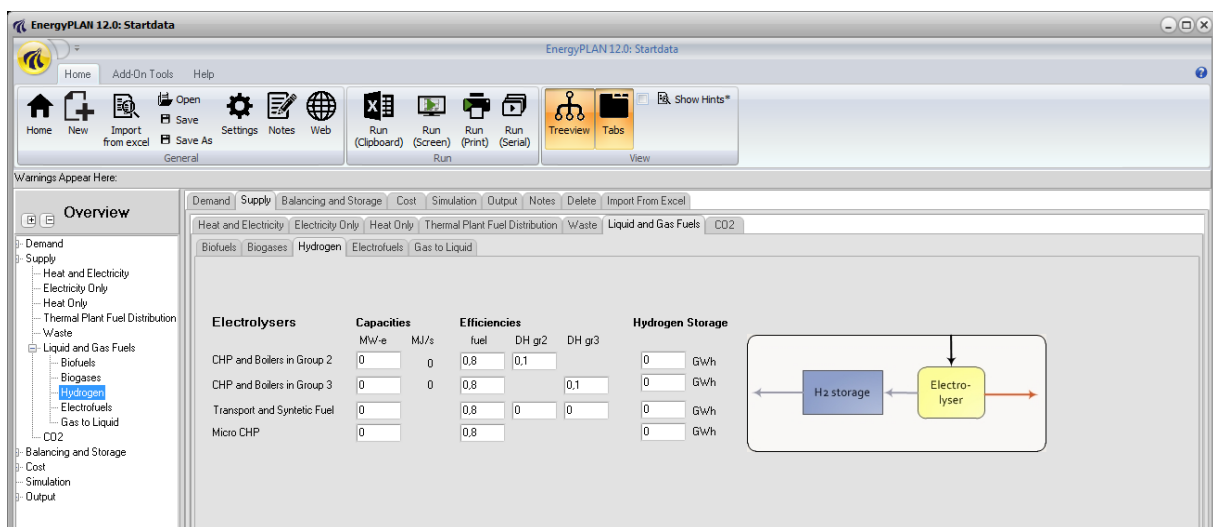 EnergyPLAN 12.0: Startdata
EnergyPLAN 12.0: Startdata
Home Add-On Tools Help
Home New Import from excel Open Save Save As Settings Notes Web
General
Run (Clipboard) Run (Screen) Run (Print) Run (Serial)
Run
Treeview Tabs Show Hints*
View
Warnings Appear Here:
Overview
Demand
Supply
Heat and Electricity
Electricity Only
Heat Only
Thermal Plant Fuel Distribution
Waste
Liquid and Gas Fuels
Biofuels
Biogases
Hydrogen
Electrofuels
Gas to Liquid
CO2
Balancing and Storage
Cost
Simulation
Output
Demand Supply Balancing and Storage Cost Simulation Output Notes Delete Import From Excel
Heat and Electricity Electricity Only Heat Only Thermal Plant Fuel Distribution Waste Liquid and Gas Fuels CO2
Biofuels Biogases Hydrogen Electrofuels Gas to Liquid
Electrolysers Capacities Efficiencies Hydrogen Storage
MW-e MJ/s fuel DH gr2 DH gr3
CHP and Boilers in Group 2 0 0 0,8 0,1 0 GWh
CHP and Boilers in Group 3 0 0 0,8 0,1 0 GWh
Transport and Syntetic Fuel 0 0,8 0 0 0 GWh
Micro CHP 0 0,8 0 GWh
H2 storage
Electro-
lyser